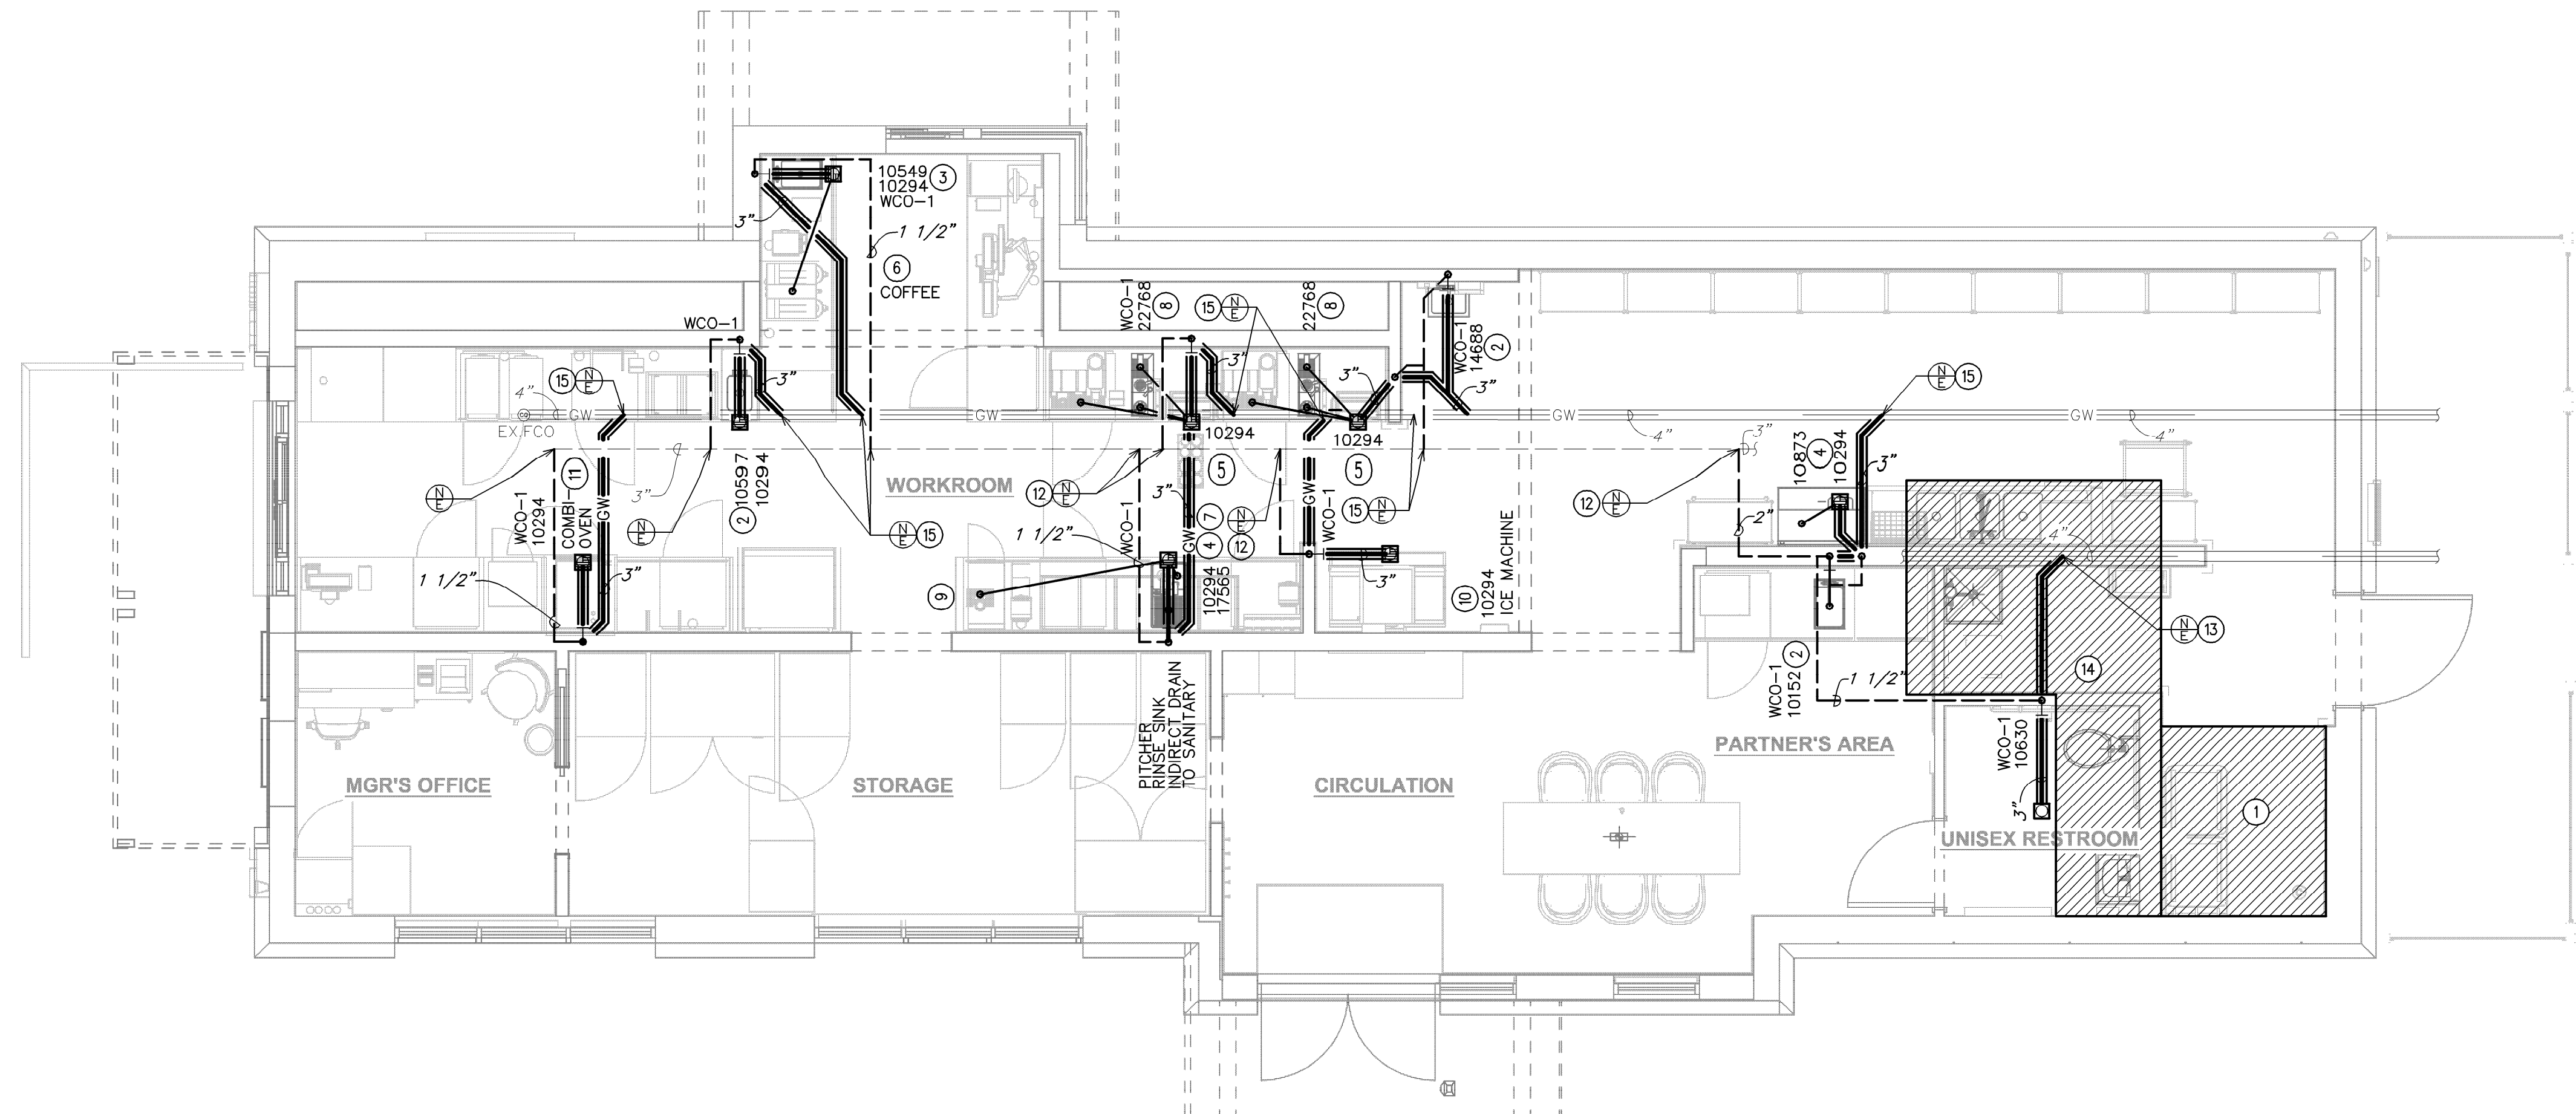 10549 3
10294
WCO-1
3"
1 1/2"
6
COFFEE
WCO-1
22768
8
15 N
E
22768
8
WCO-1
WCO-1
14688
2
3"
3"
3"
3"
15 N
E
N
E 15
4"
GW
GW
GW
GW
EX.FCO
4"
4"
10294
10294
3"
10873
4
10294
3"
11
5
5
WORKROOM
3"
N
E
WCO-1
10294
COMBI-
OVEN
GW
N
E
2
10597
10294
12 N
E
3"
GW
15 N
E
12 N
E
2"
N
E 15
1 1/2"
WCO-1
GW
7
4
N
E
12
WCO-1
ICE MACHINE
4"
1 1/2"
3"
9
10294
17565
3"
10
10294
N
E 13
WCO-1
10152
2
14
1 1/2"
PITCHER
RINSE SINK
INDIRECT DRAIN
TO SANITARY
WCO-1
10630
PARTNER'S AREA
MGR'S OFFICE
STORAGE
CIRCULATION
3"
1
UNISEX RESTROOM